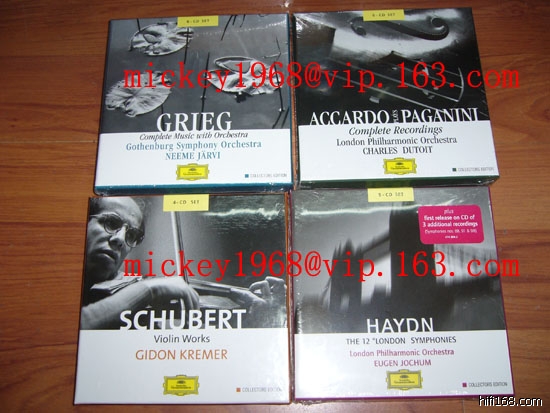 6-CD SET
GRIEG
Complete Music with Orchestra
Gothenburg Symphony Orchestra
NEEME JÄRVI
COLLECTORS EDITION
ACCARDO PLAYS PAGANINI
Complete Recordings
London Philharmonic Orchestra
CHARLES DUTOIT
COLLECTORS EDITION
mickey1968@vip.163.com
4-CD SET
SCHUBERT
Violin Works
GIDON KREMER
COLLECTORS EDITION
5-CD SET
plus
first release on CD of
3 additional recordings
HAYDN
THE 12 "LONDON SYMPHONIES
London Philharmonic Orchestra
EUGEN JOCHUM
COLLECTORS EDITION
mickey1968@vip.163.com
hifi168.com